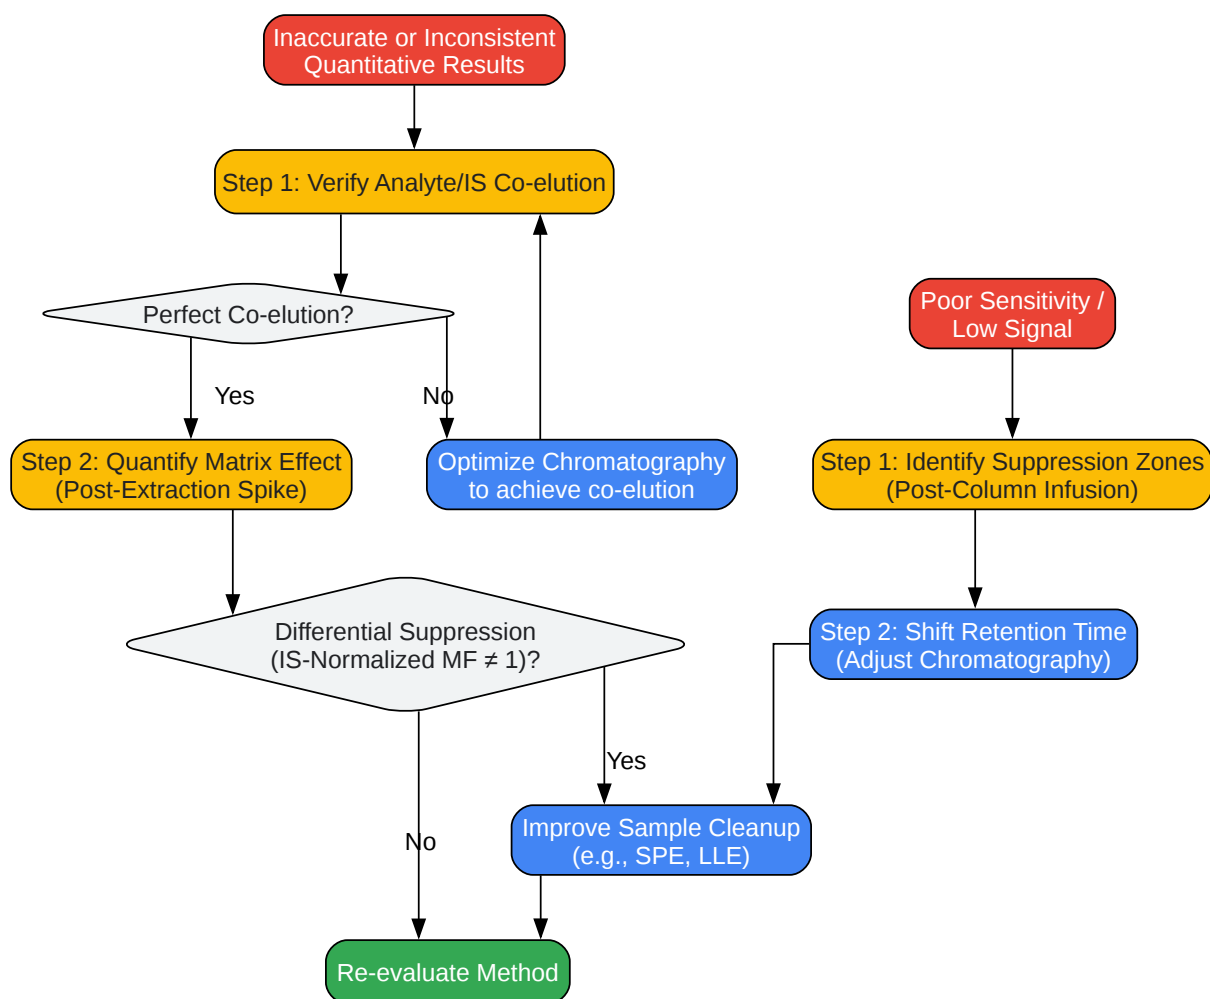 Inaccurate or Inconsistent
Quantitative Results
Step 1: Verify Analyte/IS Co-elution
Perfect Co-elution?
Yes
No
Step 2: Quantify Matrix Effect
(Post-Extraction Spike)
Optimize Chromatography
to achieve co-elution
Differential Suppression
(IS-Normalized MF ≠ 1)?
Yes
No
Poor Sensitivity /
Low Signal
Step 1: Identify Suppression Zones
(Post-Column Infusion)
Step 2: Shift Retention Time
(Adjust Chromatography)
Improve Sample Cleanup
(e.g., SPE, LLE)
Re-evaluate Method